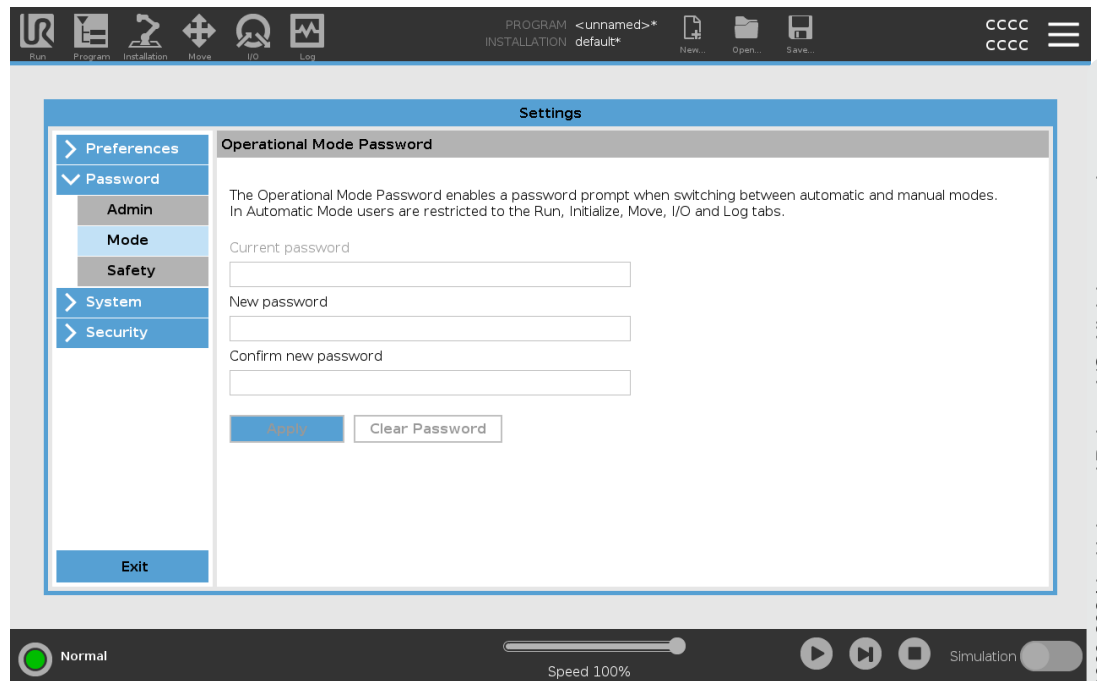 PROGRAM <unnamed>*
INSTALLATION default*
cccc
cccc
Run
Program
Installation
Move
I/O
Log
New...
Open...
Save...
Settings
Preferences
Password
Admin
Mode
Safety
System
Security
Exit
Operational Mode Password
The Operational Mode Password enables a password prompt when switching between automatic and manual modes.
In Automatic Mode users are restricted to the Run, Initialize, Move, I/O and Log tabs.
Current password
New password
Confirm new password
Apply
Clear Password
Normal
Speed 100%
Simulation